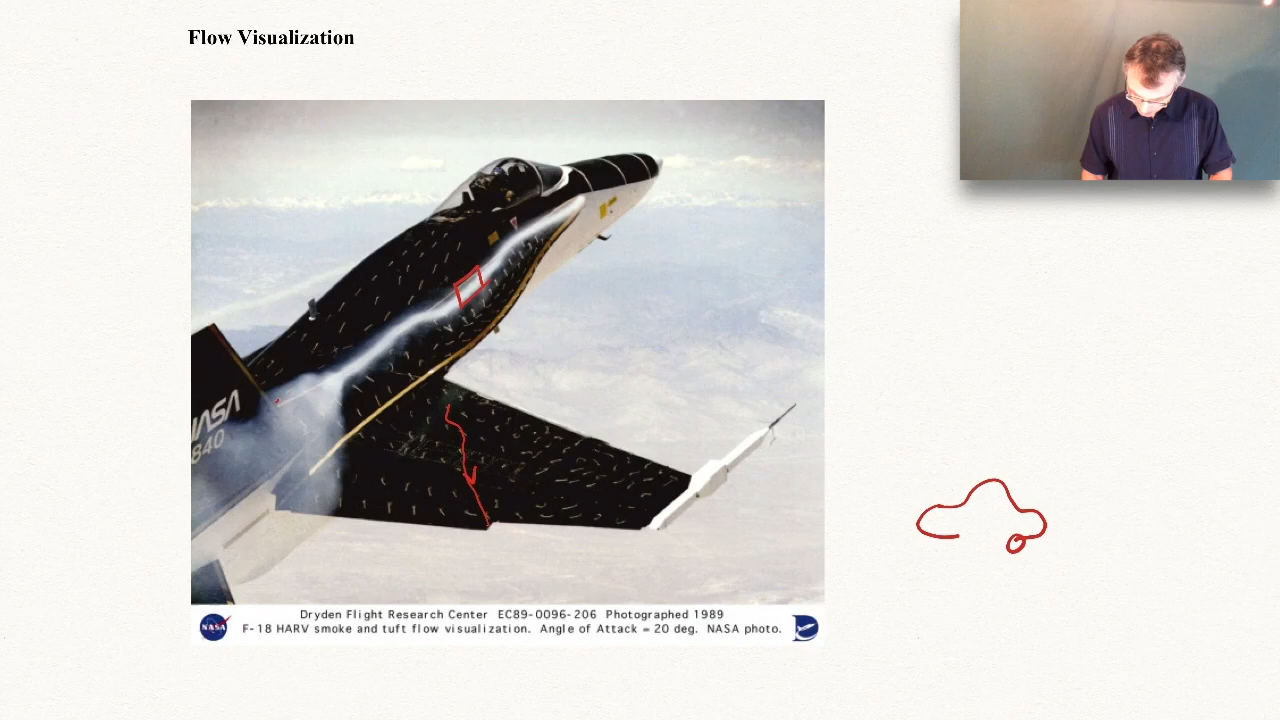 Flow Visualization
NASA
840
Dryden Flight Research Center EC89-0096-206 Photographed 1989
NASA
F-18 HARV smoke and tuft flow visualization. Angle of Attack = 20 deg. NASA photo.